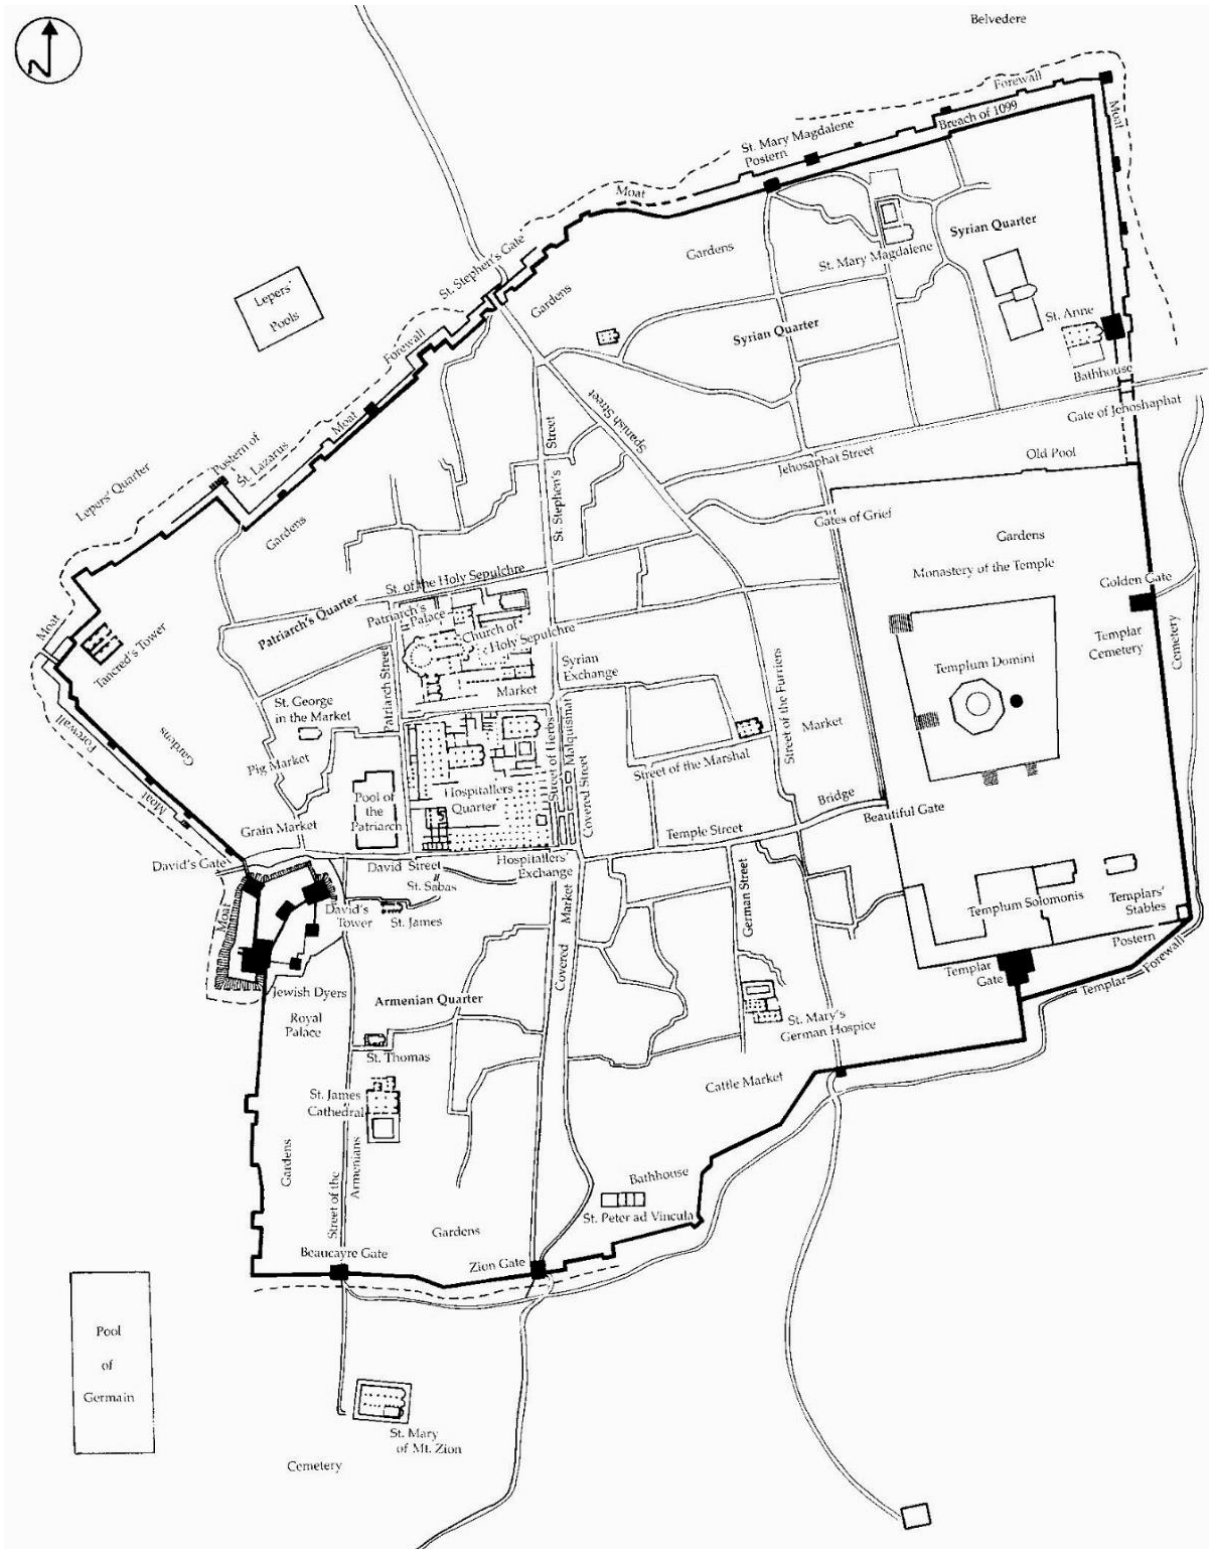 N
Belvedere
Forewall
Moat
Breach of 1099
St. Mary Magdalene
Postern
Moat
Syrian Quarter
Gardens
St. Mary Magdalene
St. Stephen's Gate
Gardens
Lepers'
Pools
Forewall
Syrian Quarter
St. Anne
Bathhouse
Gate of Jehoshaphat
Moat
Spanish Street
Street
St. Stephen's
Jehosaphat Street
Old Pool
Postern of
St. Lazarus
Lepers' Quarter
Gardens
Gates of Grief
Gardens
Monastery of the Temple
Golden Gate
St. of the Holy Sepulchre
Patriarch's Quarter
Patriarch's
Palace
Church of
Holy Sepulchre
Moat
Tancred's Tower
Templar
Cemetery
Cemetery
Templum Domini
Syrian
Exchange
Market
Patriarch Street
St. George
in the Market
Street of the Furriers
Market
Forewall
Gardens
Pig Market
Street of Herbs
Malquisinat
Covered Street
Street of the Marshal
Moat
Pool of
the
Patriarch
Hospitallers'
Quarter
Bridge
Beautiful Gate
Grain Market
Temple Street
David's Gate
David Street
Hospitallers'
Exchange
St. Sabas
Moat
David's
Tower
St. James
Covered Market
German Street
Templum Solomonis
Templars'
Stables
Postern
Forewall
Templar
Templar
Gate
Jewish Dyers
Armenian Quarter
Royal
Palace
St. Mary's
German Hospice
St. Thomas
Cattle Market
St. James
Cathedral
Gardens
Street of the
Armenians
Bathhouse
St. Peter ad Vincula
Gardens
Beaucayre Gate
Zion Gate
Pool
of
Germain
St. Mary
of Mt. Zion
Cemetery